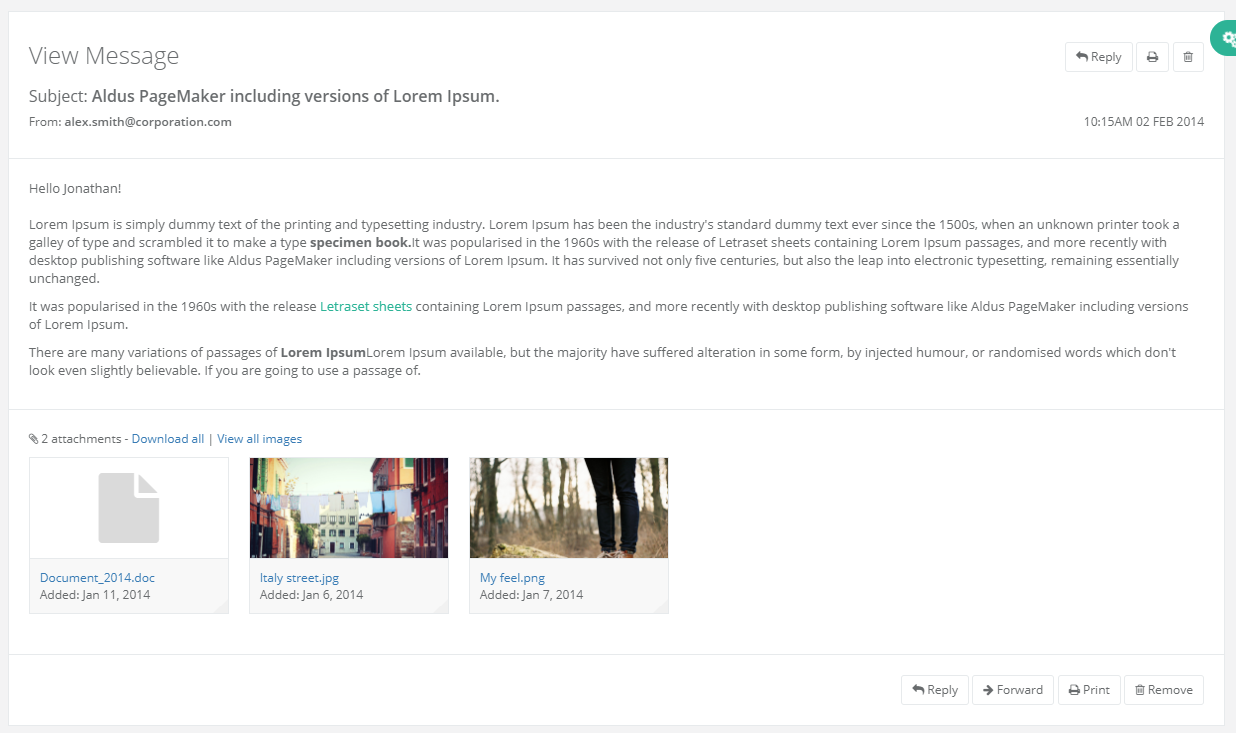 View Message
Reply
Subject: Aldus PageMaker including versions of Lorem Ipsum.
From: alex.smith@corporation.com
10:15AM 02 FEB 2014
Hello Jonathan!
Lorem Ipsum is simply dummy text of the printing and typesetting industry. Lorem Ipsum has been the industry's standard dummy text ever since the 1500s, when an unknown printer took a
galley of type and scrambled it to make a type specimen book.It was popularised in the 1960s with the release of Letraset sheets containing Lorem Ipsum passages, and more recently with
desktop publishing software like Aldus PageMaker including versions of Lorem Ipsum. It has survived not only five centuries, but also the leap into electronic typesetting, remaining essentially
unchanged.
It was popularised in the 1960s with the release Letraset sheets containing Lorem Ipsum passages, and more recently with desktop publishing software like Aldus PageMaker including versions
of Lorem Ipsum.
There are many variations of passages of Lorem IpsumLorem Ipsum available, but the majority have suffered alteration in some form, by injected humour, or randomised words which don't
look even slightly believable. If you are going to use a passage of.
2 attachments - Download all | View all images
Document_2014.doc
Added: Jan 11, 2014
Italy street.jpg
Added: Jan 6, 2014
My feel.png
Added: Jan 7, 2014
Reply Forward Print Remove